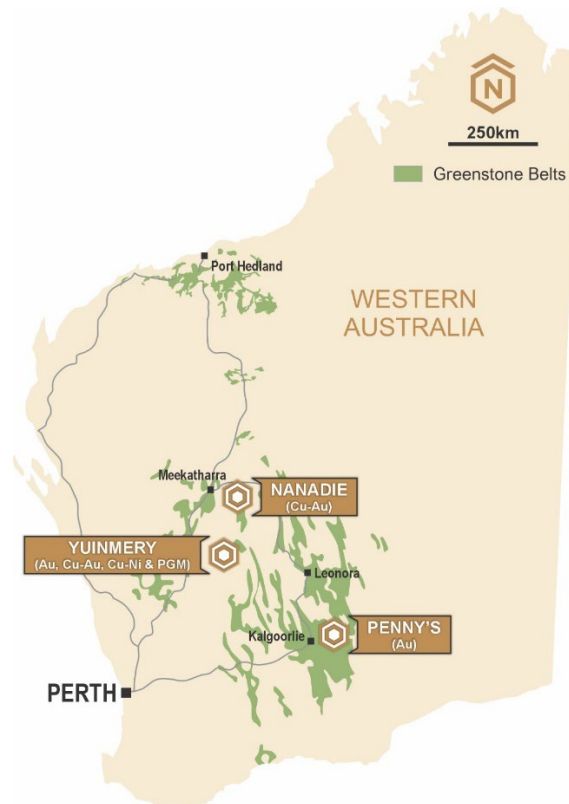 N
250km
Greenstone Belts
Port Hedland
WESTERN
AUSTRALIA
Meekatharra
NANADIE
(Cu-Au)
YUINMERY
(Au, Cu-Au, Cu-Ni & PGM)
Leonora
Kalgoorlie
PENNY'S
(Au)
PERTH